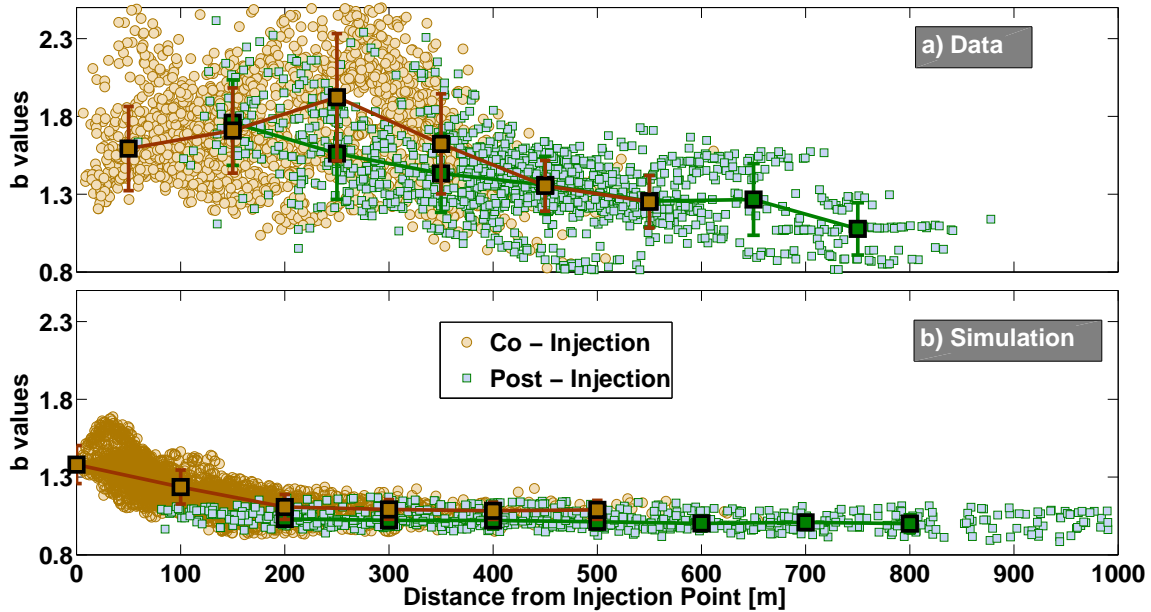 2.3
1.8
1.3
0.8
b values
a) Data
2.3
1.8
1.3
0.8
b values
b) Simulation
Co – Injection
Post – Injection
0 100 200 300 400 500 600 700 800 900 1000
Distance from Injection Point [m]